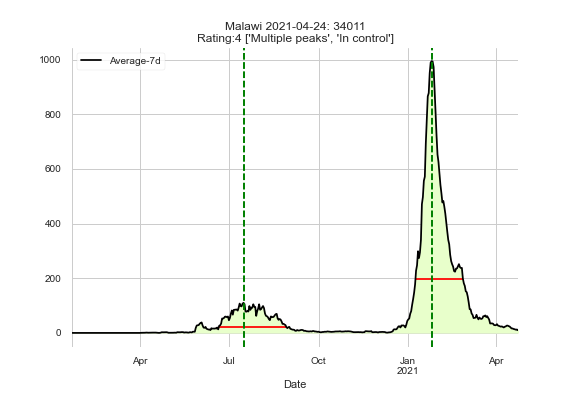 Malawi 2021-04-24: 34011
Rating:4 ['Multiple peaks', 'In control']
Average-7d
1000
800
600
400
200
0
Apr
Jul
Oct
Jan
2021
Apr
Date